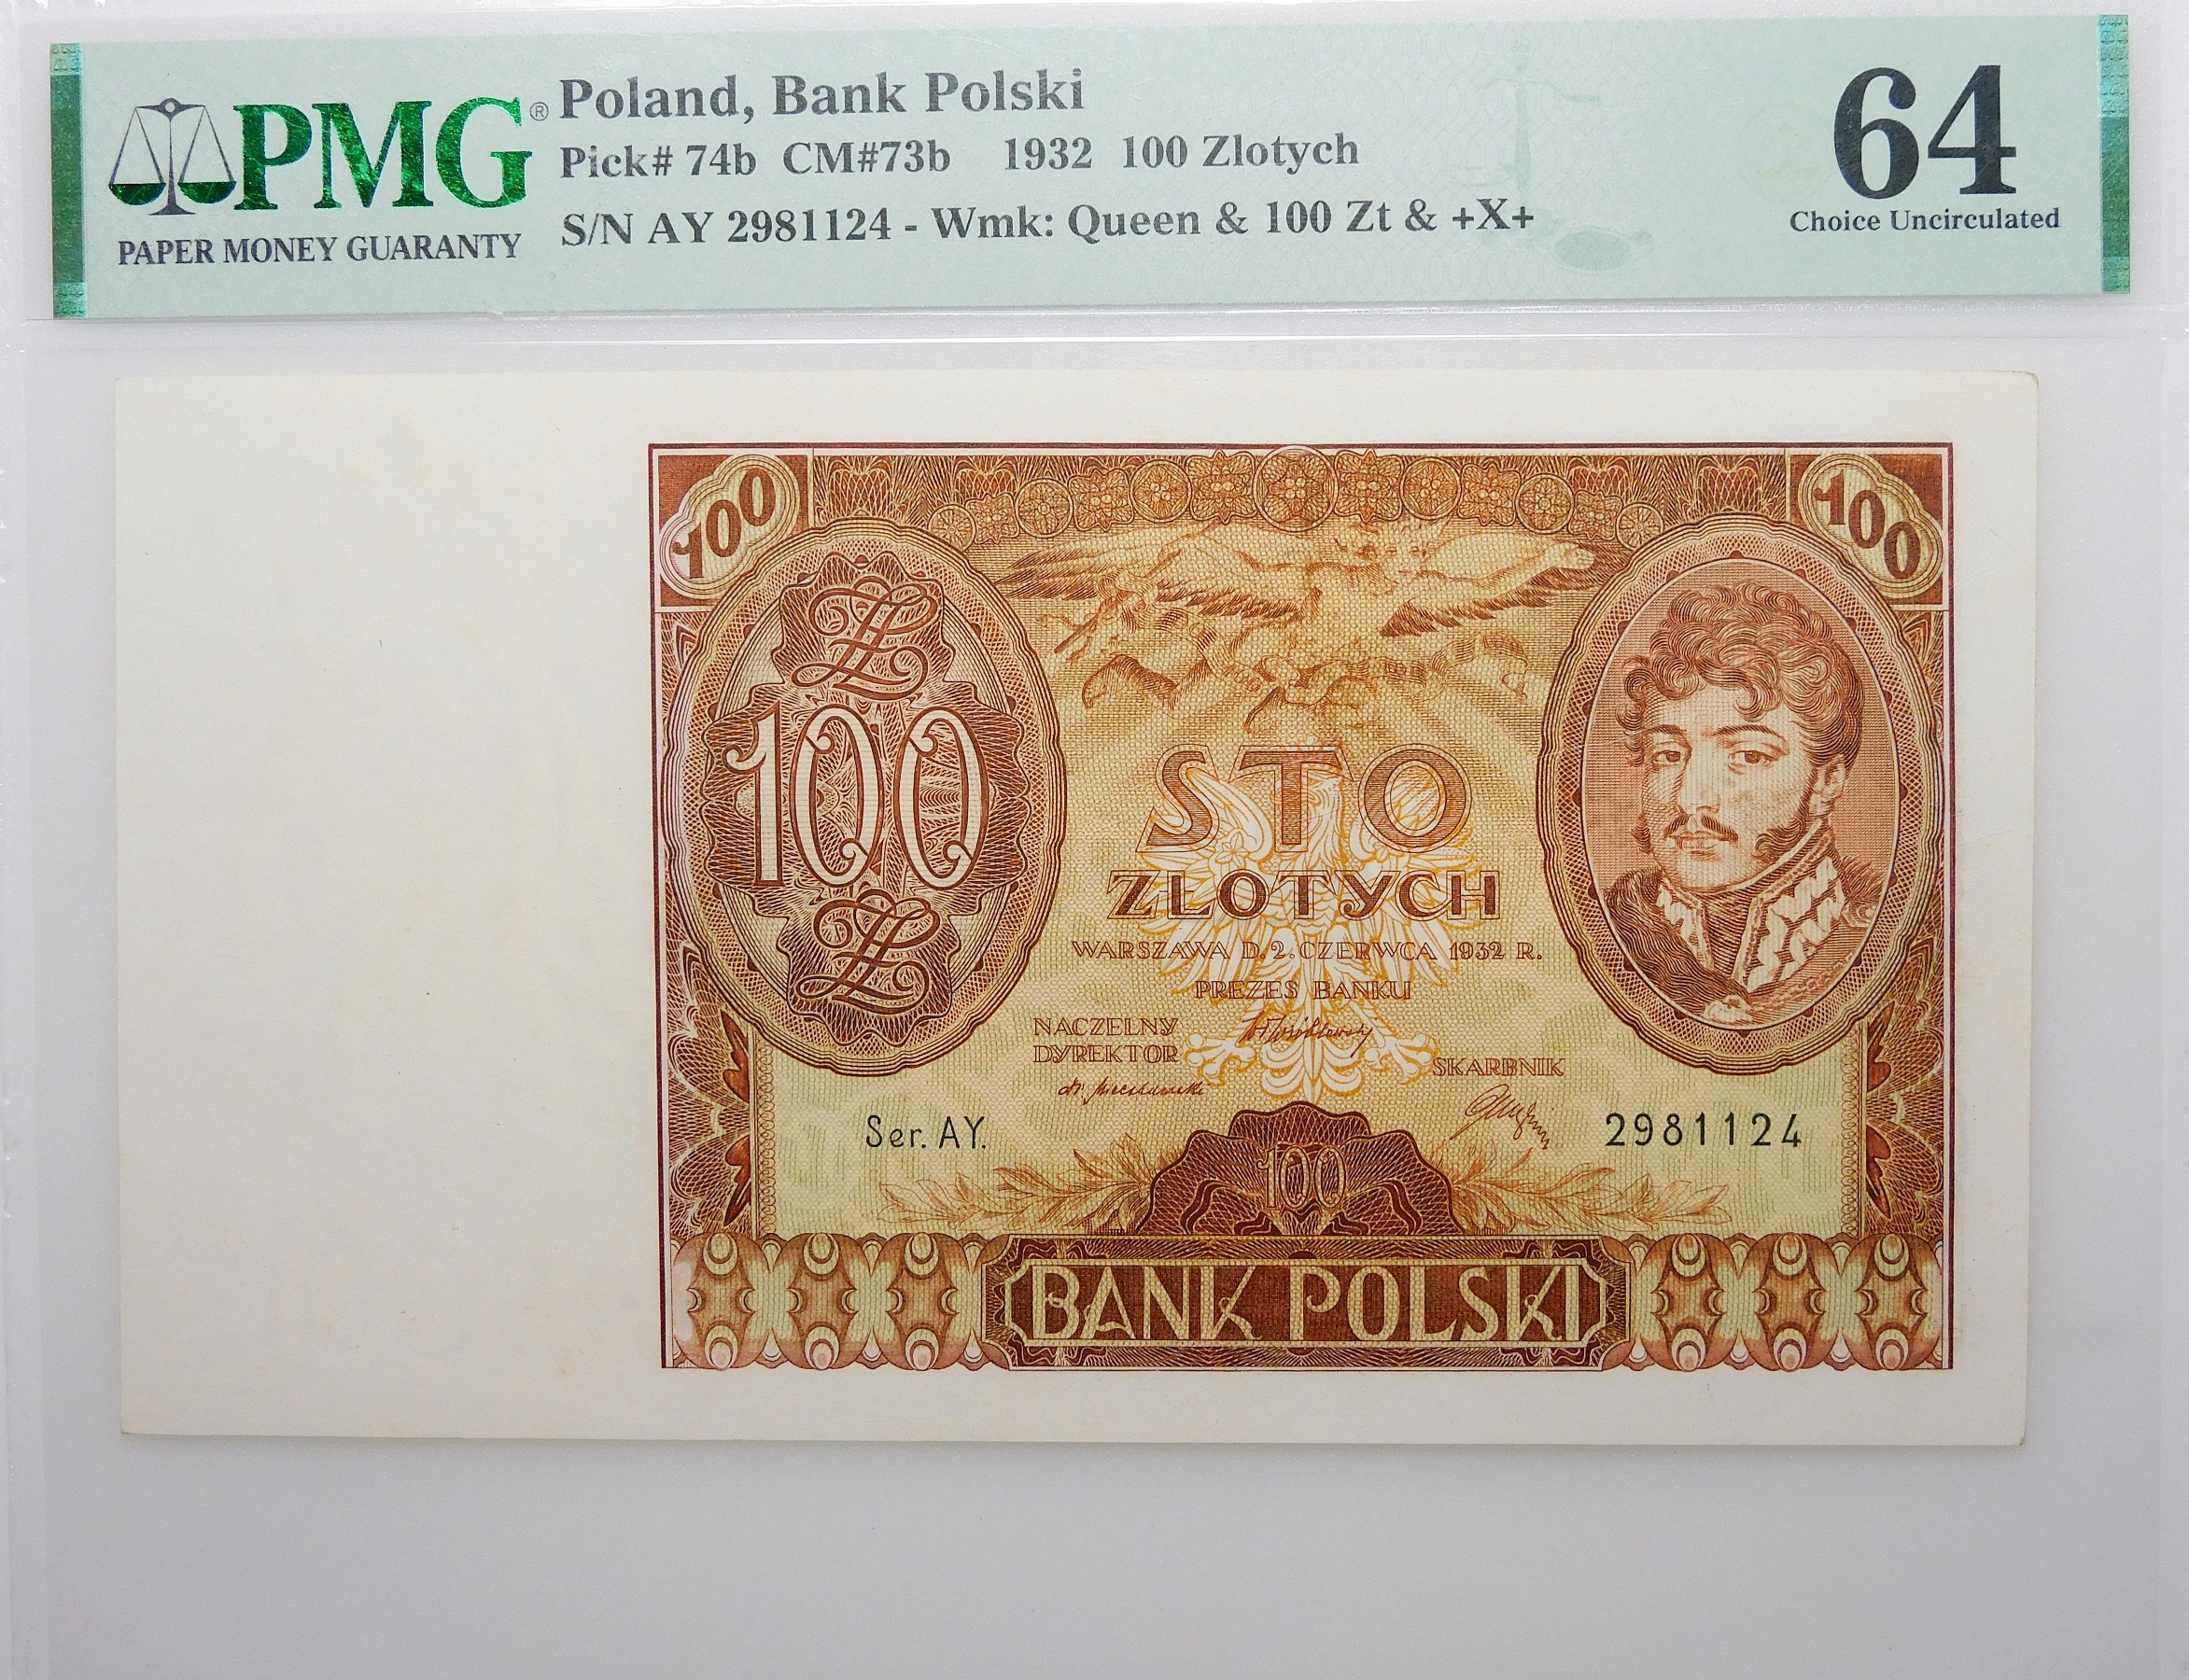 PMG®
PAPER MONEY GUARANTY
Poland, Bank Polski
Pick# 74b CM#73b 1932 100 Zlotych
S/N AY 2981124 - Wmk: Queen & 100 Zt & +X+
64
Choice Uncirculated
100
100
ZŁ
100
ZŁ
STO
ZŁOTYCH
WARSZAWA D. 2. CZERWCA 1932 R.
PREZES BANKU
NACZELNY
DYREKTOR
SKARBNIK
Ser. AY.
2981124
100
BANK POLSKI